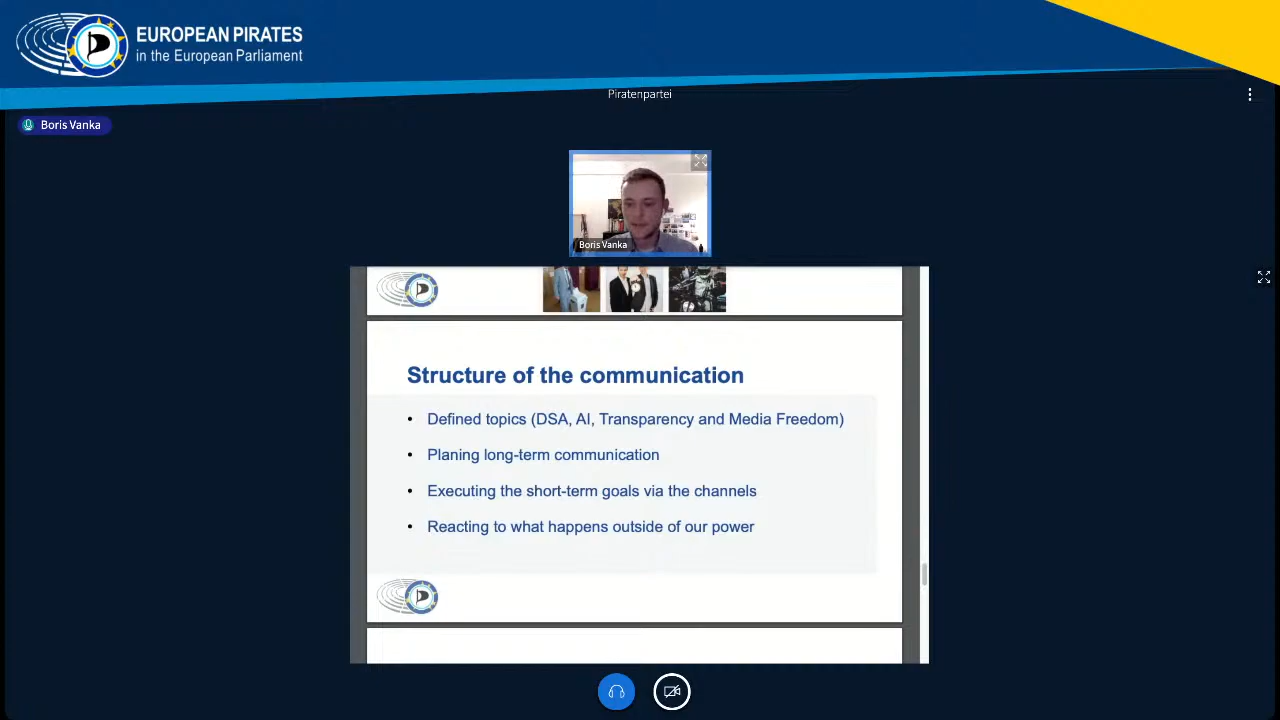 EUROPEAN PIRATES
in the European Parliament
Piratenpartei
Boris Vanka
Boris Vanka
Structure of the communication
• Defined topics (DSA, AI, Transparency and Media Freedom)
• Planing long-term communication
• Executing the short-term goals via the channels
• Reacting to what happens outside of our power